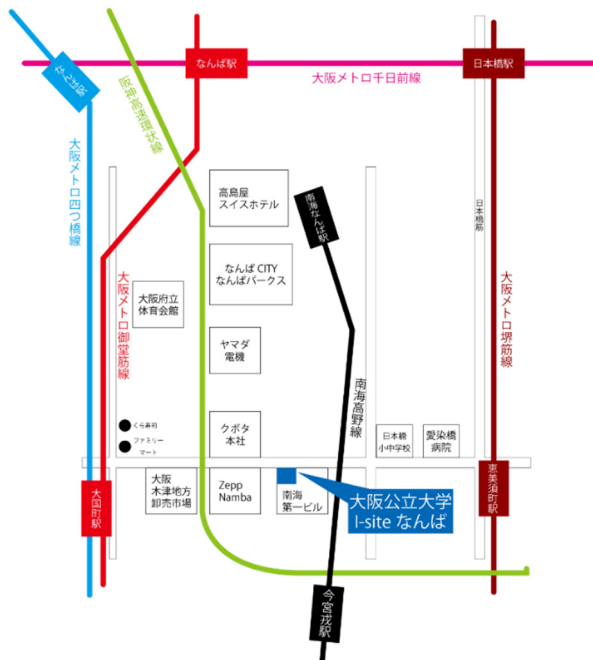 なんば駅
なんば駅
日本橋駅
大阪メトロ千日前線
阪神高速環状線
大阪メトロ四つ橋線
高島屋
スイスホテル
南海なんば駅
日本橋筋
なんば CITY
なんばパークス
大阪府立
体育会館
大阪メトロ御堂筋線
大阪メトロ堺筋線
ヤマダ
電機
南海高野線
くら寿司
ファミリー
マート
クボタ
本社
日本橋
小中学校
愛染橋
病院
大国町駅
大阪
木津地方
卸売市場
Zepp
Namba
南海
第一ビル
大阪公立大学
I-site なんば
恵美須町駅
今宮戎駅